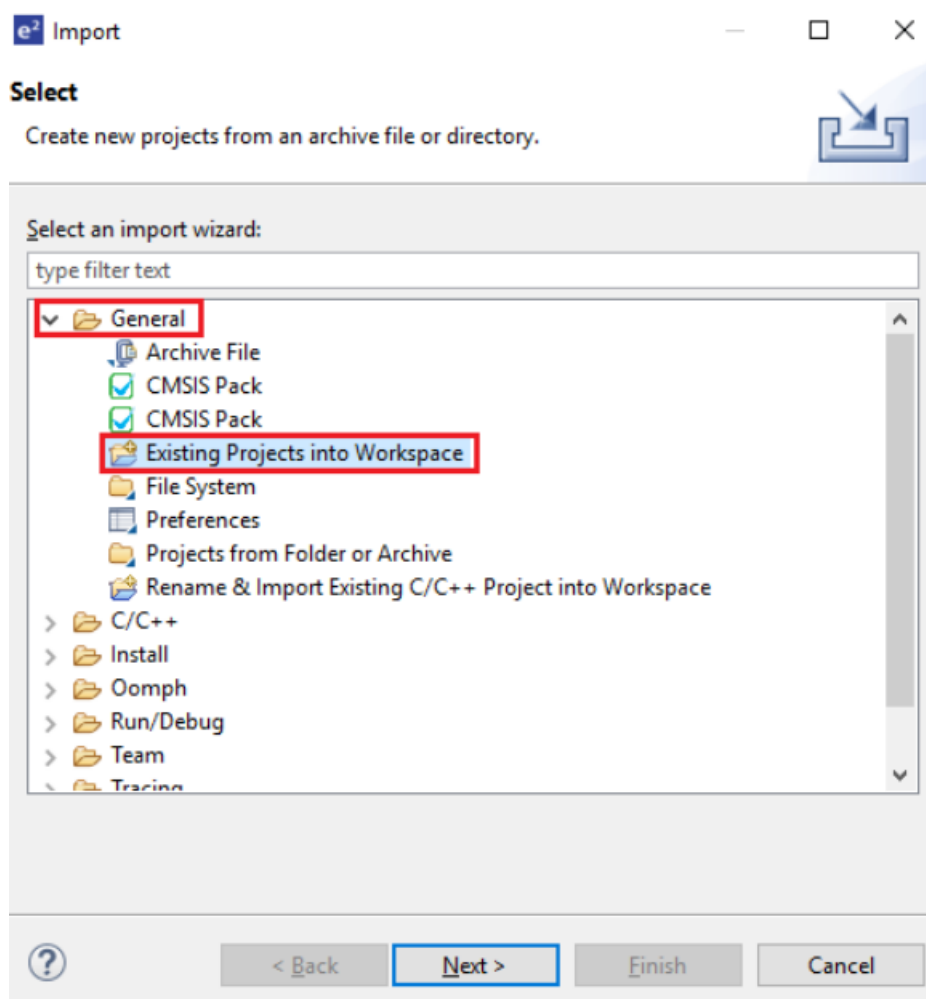 e² Import
Select
Create new projects from an archive file or directory.
Select an import wizard:
type filter text
General
Archive File
CMSIS Pack
CMSIS Pack
Existing Projects into Workspace
File System
Preferences
Projects from Folder or Archive
Rename & Import Existing C/C++ Project into Workspace
C/C++
Install
Oomph
Run/Debug
Team
Tracing
? < Back Next > Finish Cancel